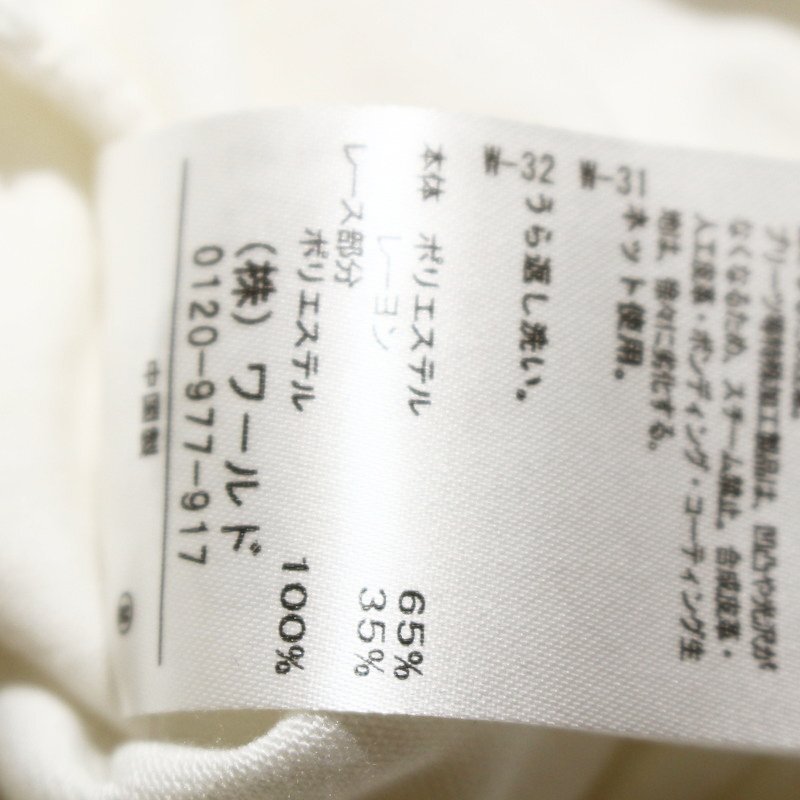 プリーツ等特殊加工製品は、凹凸や光沢が
なくなるため、スチーム禁止。合成皮革・
人工皮革・ボンディング・コーティング生
地は、徐々に劣化する。
-31 ネット使用。
-32 うら返し洗い。
本体 ポリエステル 65%
レーヨン 35%
レース部分
ポリエステル 100%
(株)ワールド
0120-977-917
中国製